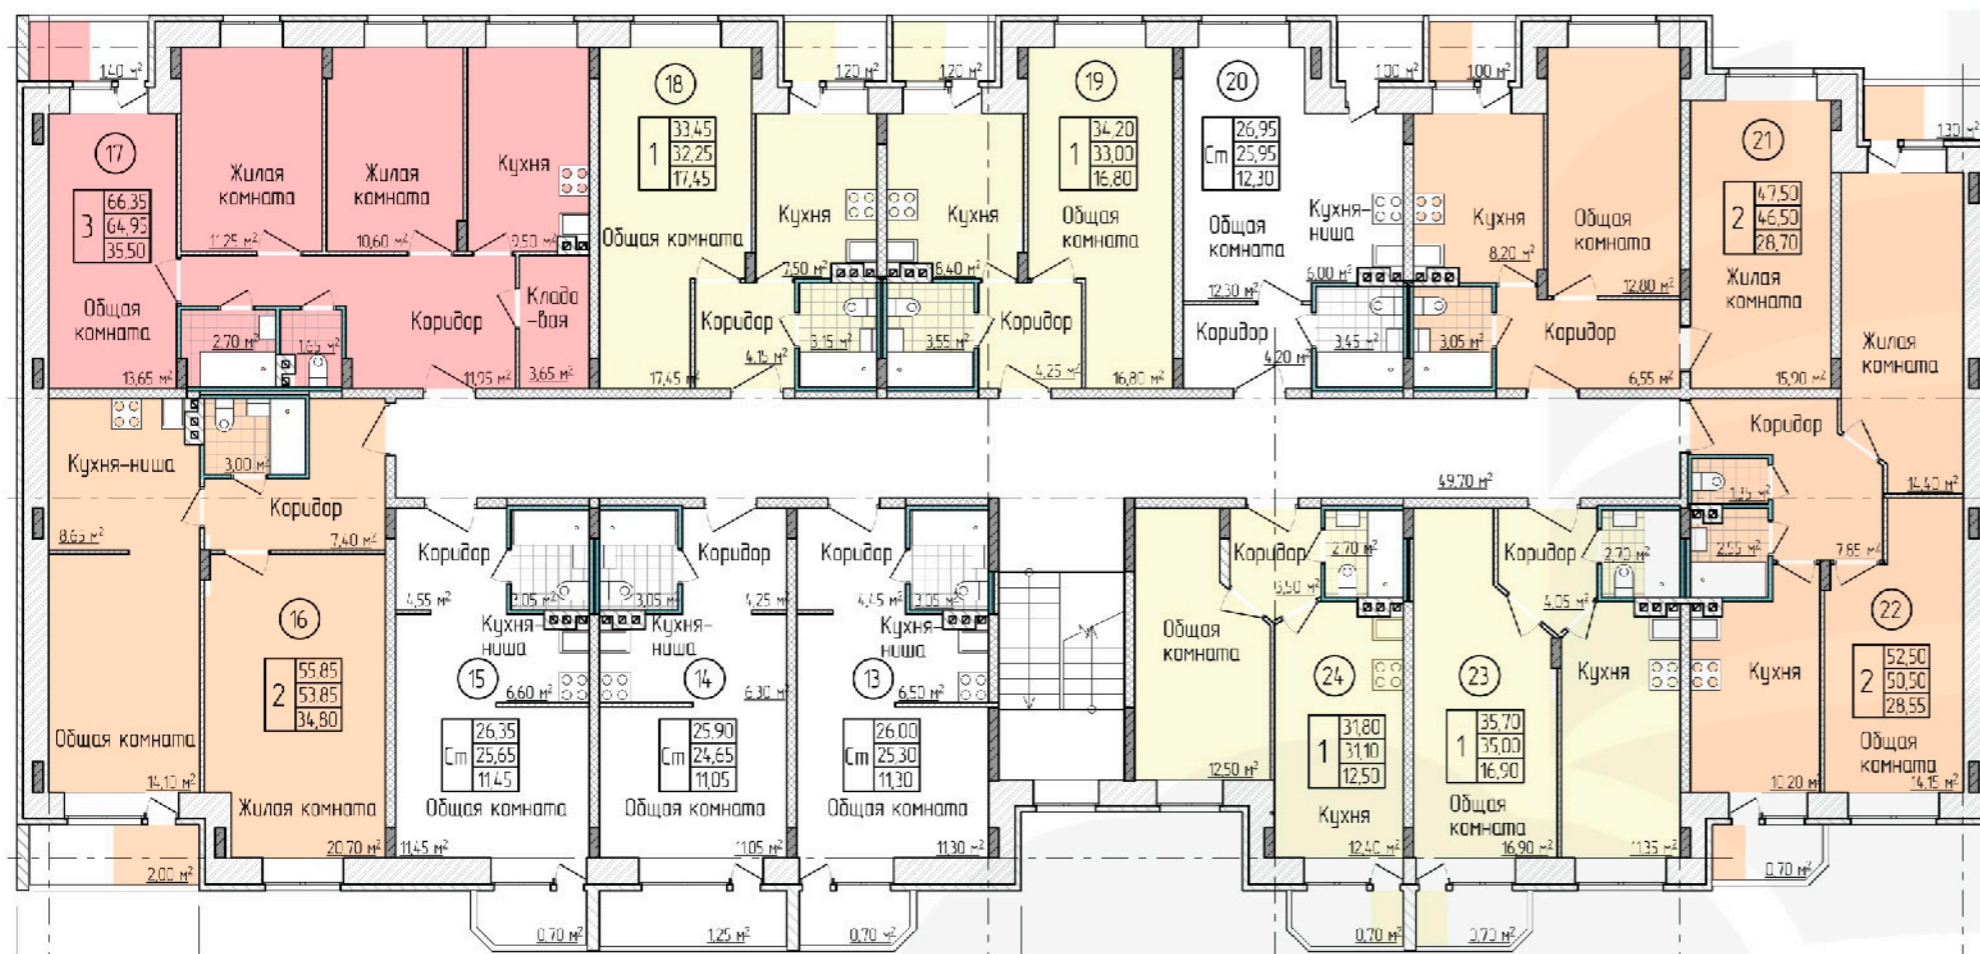 1,40 м²
17
3
66,35
64,95
35,50
Общая
комната
13,65 м²
Жилая
комната
11,25 м²
Жилая
комната
10,60 м²
Кухня
9,50 м²
2,70 м²
1,65 м²
Коридор
11,95 м²
Кладо
-вая
3,65 м²
18
1
33,45
32,25
17,45
Общая комната
17,45 м²
1,20 м²
Кухня
7,50 м²
Коридор
4,15 м²
3,15 м²
1,20 м²
Кухня
8,40 м²
3,55 м²
Коридор
4,25 м²
19
1
34,20
33,00
16,80
Общая
комната
16,80 м²
20
Ст
26,95
25,95
12,30
Общая
комната
12,30 м²
1,00 м²
Кухня-
ниша
6,00 м²
Коридор
4,20 м²
3,45 м²
1,00 м²
Кухня
8,20 м²
3,05 м²
Общая
комната
12,80 м²
Коридор
6,55 м²
21
2
47,50
46,50
28,70
Жилая
комната
15,90 м²
1,30 м²
Жилая
комната
14,40 м²
Кухня-ниша
8,65 м²
3,00 м²
Коридор
7,40 м²
Общая комната
14,10 м²
2,00 м²
16
2
55,85
53,85
34,80
Жилая комната
20,70 м²
49,70 м²
Коридор
4,55 м²
3,05 м²
Кухня-
ниша
6,60 м²
15
Ст
26,35
25,65
11,45
Общая комната
11,45 м²
0,70 м²
3,05 м²
Коридор
4,25 м²
Кухня-
ниша
6,30 м²
14
Ст
25,90
24,65
11,05
Общая комната
11,05 м²
1,25 м²
Коридор
4,45 м²
3,05 м²
Кухня-
ниша
6,50 м²
13
Ст
26,00
25,30
11,30
Общая комната
11,30 м²
0,70 м²
Общая
комната
12,50 м²
Коридор
2,70 м²
24
1
31,80
31,10
12,50
Кухня
12,40 м²
0,70 м²
Коридор
4,05 м²
2,70 м²
23
1
35,70
35,00
16,90
Общая
комната
16,90 м²
Кухня
11,35 м²
0,70 м²
Коридор
7,85 м²
2,55 м²
Кухня
10,20 м²
22
2
52,50
50,50
28,55
Общая
комната
14,15 м²
0,70 м²